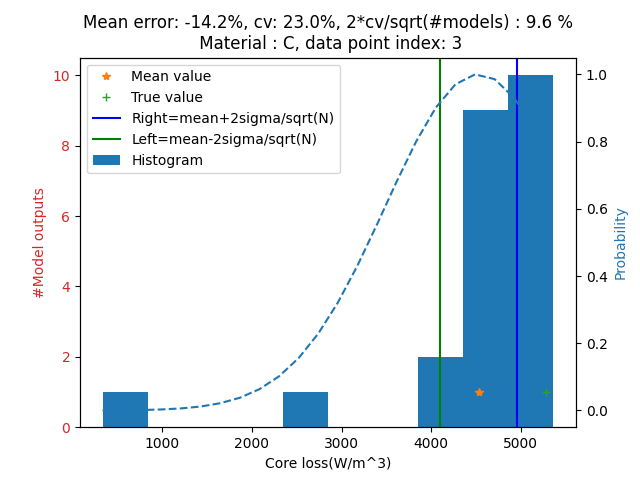 Mean error: -14.2%, cv: 23.0%, 2*cv/sqrt(#models) : 9.6 %
Material : C, data point index: 3
Mean value
True value
Right=mean+2sigma/sqrt(N)
Left=mean-2sigma/sqrt(N)
Histogram
#Model outputs
10
8
6
4
2
0
1.0
0.8
0.6
0.4
0.2
0.0
Probability
1000
2000
3000
4000
5000
Core loss(W/m^3)